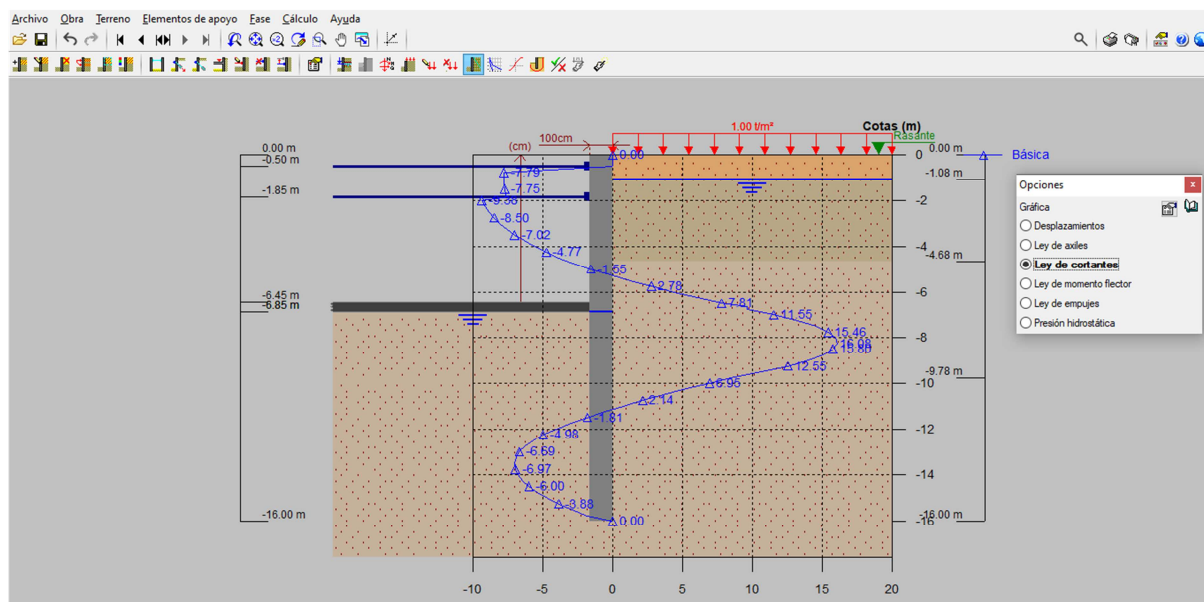 Archivo Obra Terreno Elementos de apoyo Fase Cálculo Ayuda
Cotas (m)
1.00 t/m²
Rasante
100cm
(cm)
0.00 m
-0.50 m
-1.85 m
-6.45 m
-6.85 m
-16.00 m
0.00
-7.79
-7.75
-9.38
-8.50
-7.02
-4.77
-1.55
2.78
7.81
11.55
15.46
16.08
15.80
12.55
6.95
2.14
-1.81
-4.98
-6.69
-6.97
-6.00
-3.88
0.00
0
-2
-4
-6
-8
-10
-12
-14
-16
0.00 m
-1.08 m
-4.68 m
-9.78 m
-16.00 m
Básica
-10 -5 0 5 10 15 20
Opciones
x
Gráfica
Desplazamientos
Ley de axiles
Ley de cortantes
Ley de momento flector
Ley de empujes
Presión hidrostática